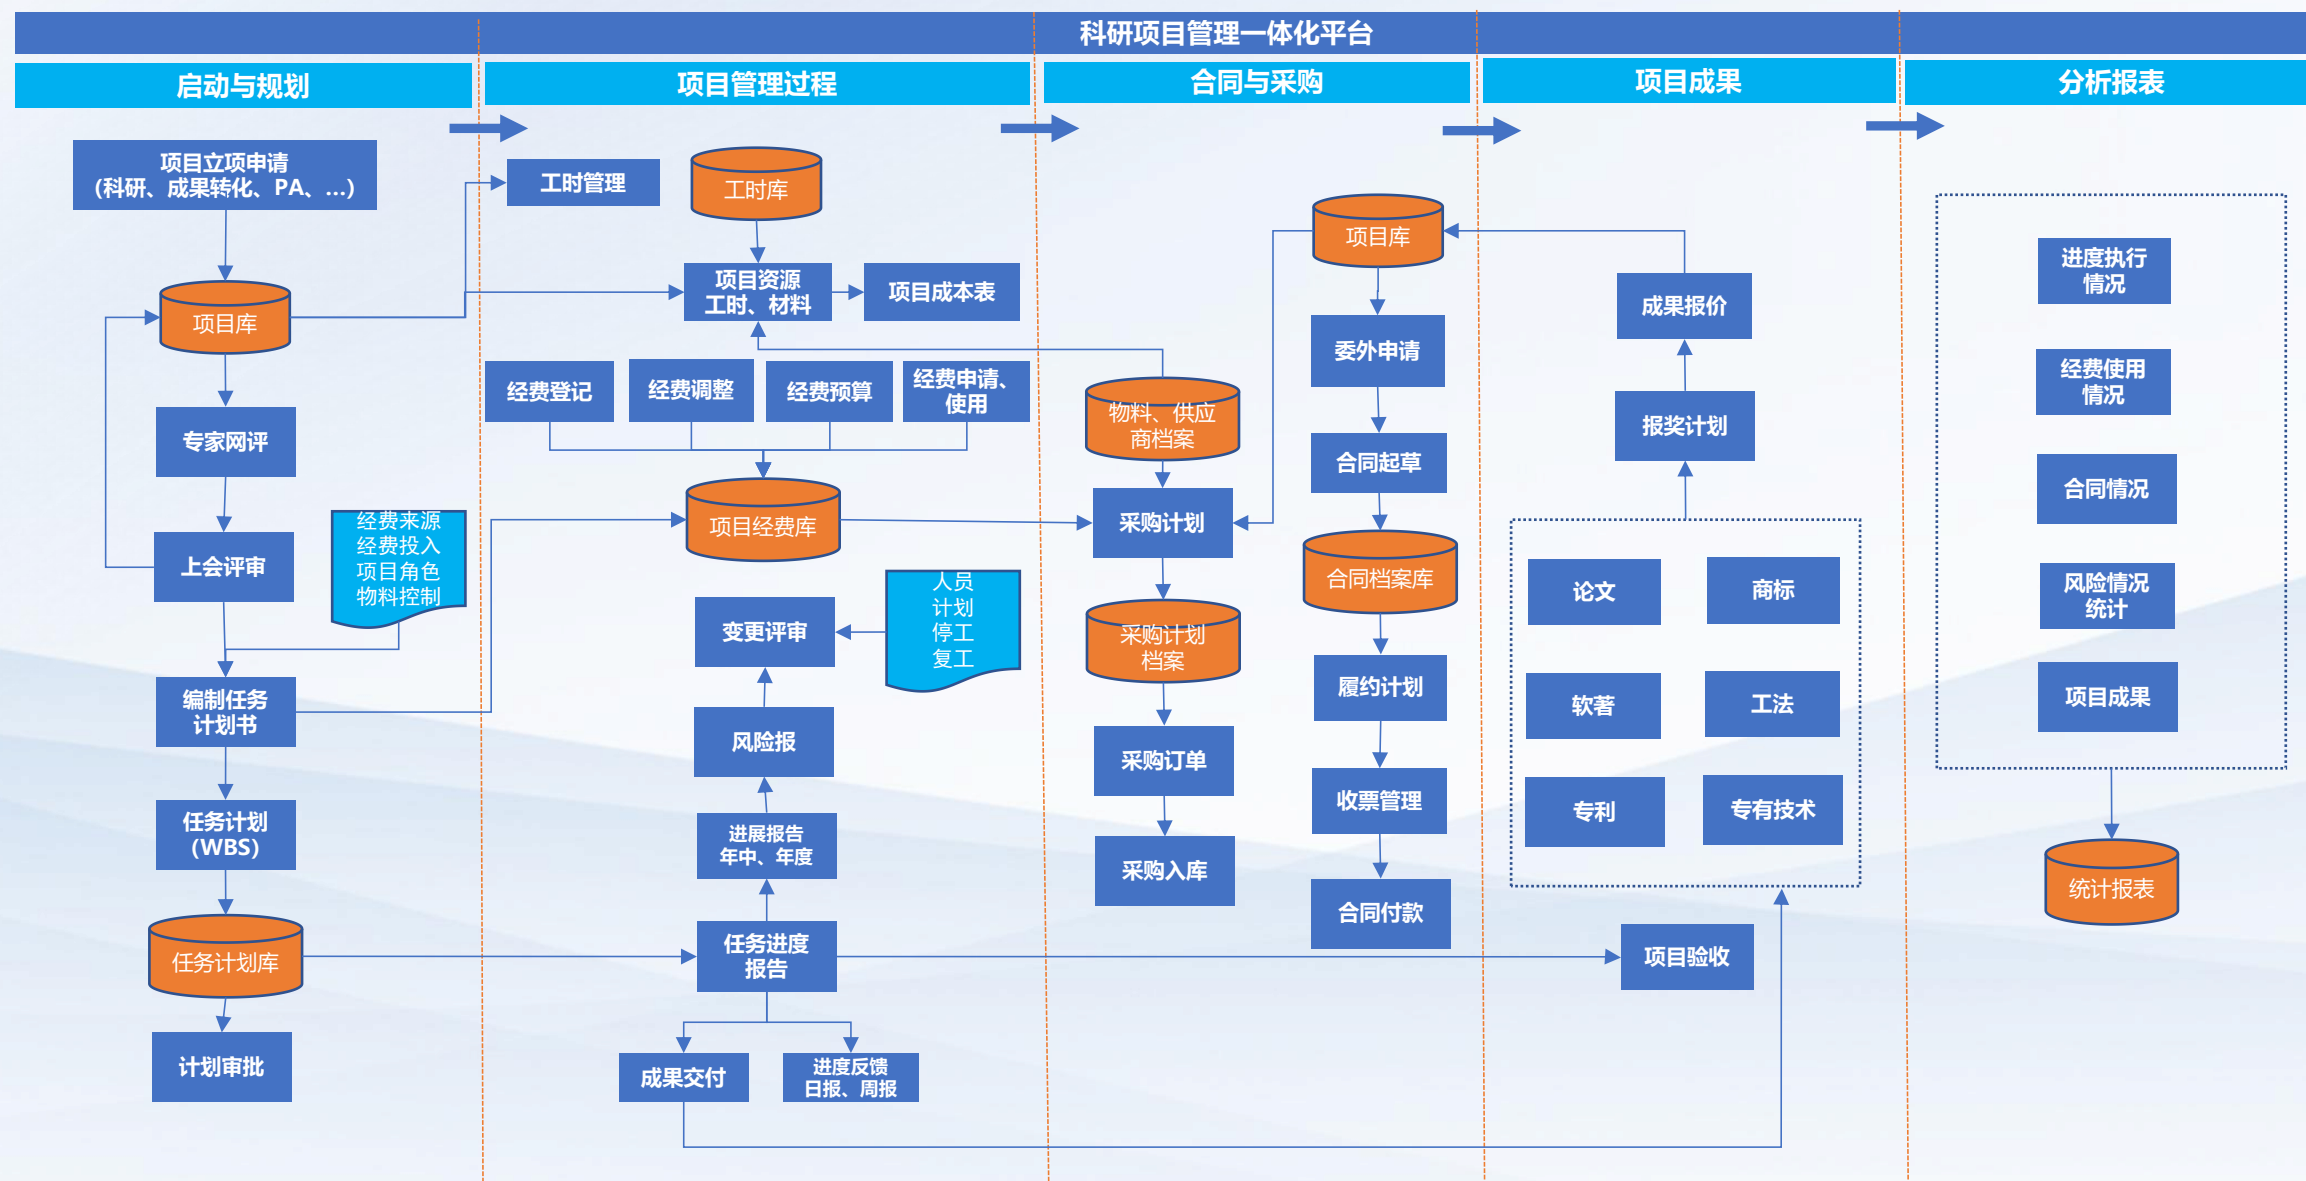 科研项目管理一体化平台
启动与规划
项目管理过程
合同与采购
项目成果
分析报表
项目立项申请
（科研、成果转化、PA、...）
项目库
专家网评
上会评审
经费来源
经费投入
项目角色
物料控制
编制任务
计划书
任务计划
（WBS）
任务计划库
计划审批
工时管理
工时库
项目资源
工时、材料
项目成本表
经费登记
经费调整
经费预算
经费申请、
使用
项目经费库
变更评审
人员
计划
停工
复工
风险报
进展报告
年中、年度
任务进度
报告
成果交付
进度反馈
日报、周报
物料、供应
商档案
采购计划
采购计划
档案
采购订单
采购入库
项目库
委外申请
合同起草
合同档案库
履约计划
收票管理
合同付款
成果报价
报奖计划
论文
商标
软著
工法
专利
专有技术
项目验收
进度执行
情况
经费使用
情况
合同情况
风险情况
统计
项目成果
统计报表